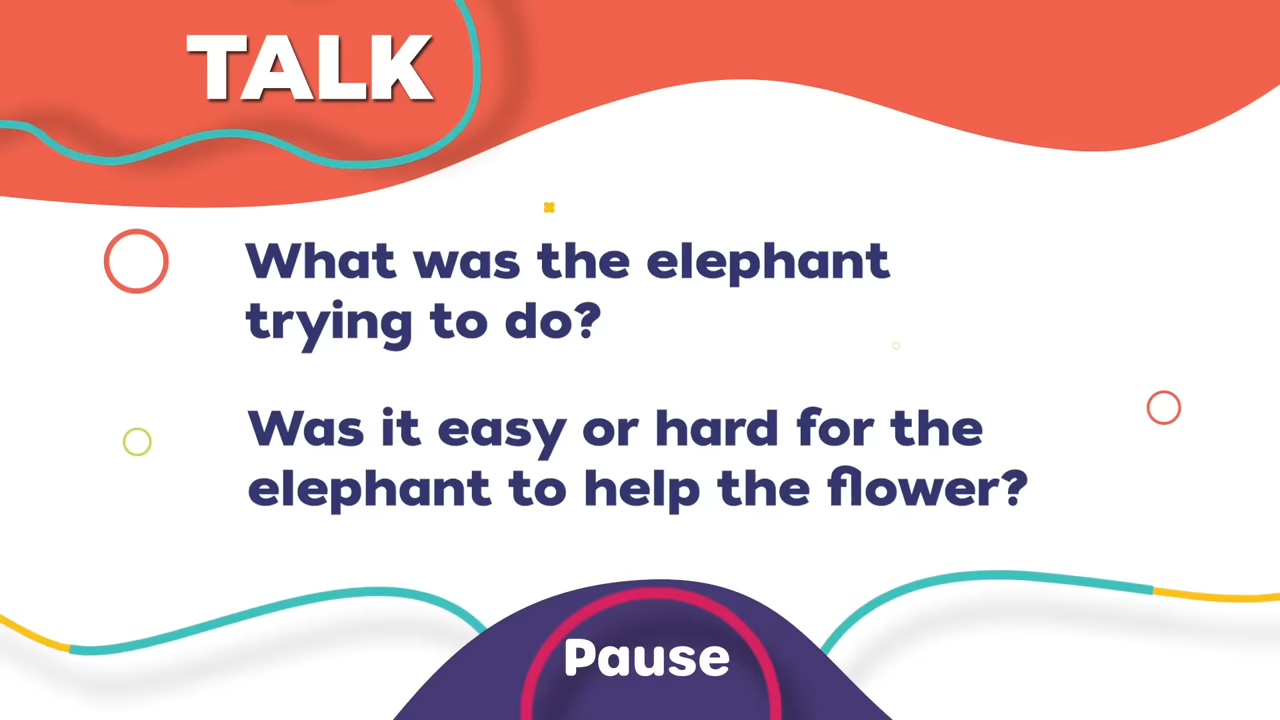 TALK
What was the elephant
trying to do?
Was it easy or hard for the
elephant to help the flower?
Pause